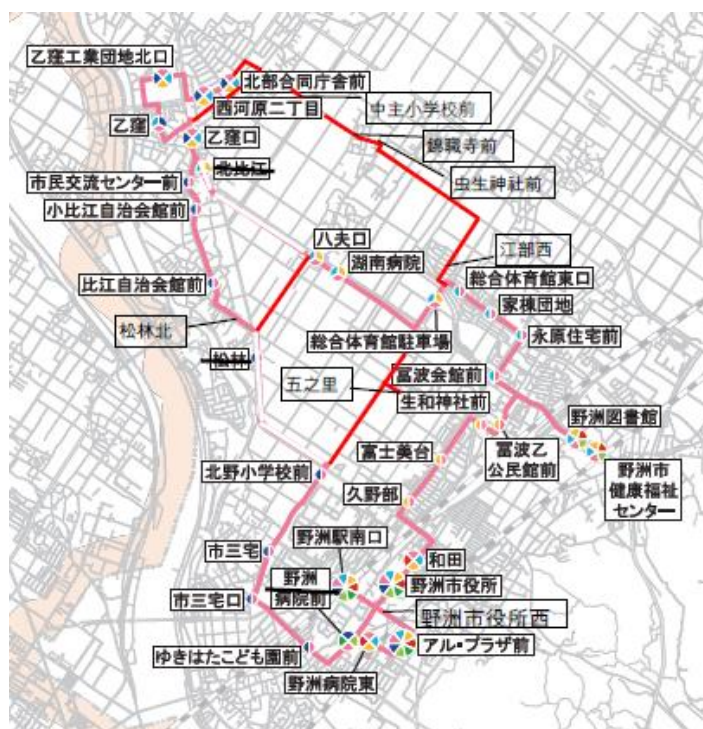 乙窪工業団地北口
北部合同庁舎前
西河原二丁目
中主小学校前
乙窪
乙窪口
錦織寺前
北比江
虫生神社前
市民交流センター前
小比江自治会館前
八夫口
江部西
湖南病院
総合体育館東口
比江自治会館前
家棟団地
松林北
総合体育館駐車場
永原住宅前
松林
五之里
冨波会館前
生和神社前
野洲図書館
富士美台
冨波乙
公民館前
野洲市
健康福祉
センター
北野小学校前
久野部
野洲駅南口
和田
市三宅
野洲
病院前
野洲市役所
市三宅口
野洲市役所西
ゆきはたこども園前
アル・プラザ前
野洲病院東